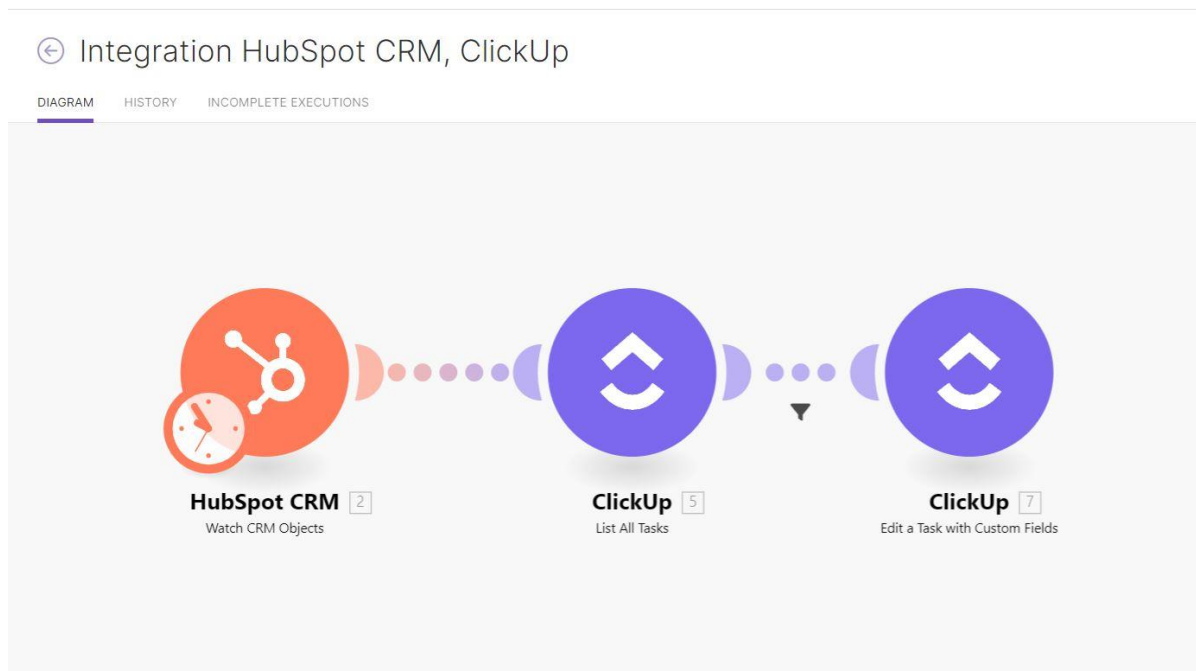 Integration HubSpot CRM, ClickUp
DIAGRAM HISTORY INCOMPLETE EXECUTIONS
HubSpot CRM 2
Watch CRM Objects
ClickUp 5
List All Tasks
ClickUp 7
Edit a Task with Custom Fields